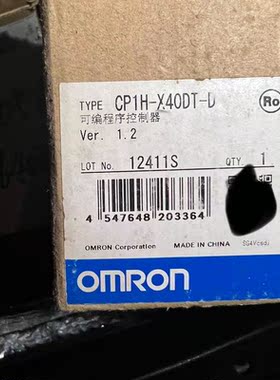 TYPE CP1H-X40DT-D
可编程序控制器
Ver. 1.2
LOT No. 12411S QTY. 1
4 547648 203364
OMRON Corporation MADE IN CHINA
OMRON
Ro